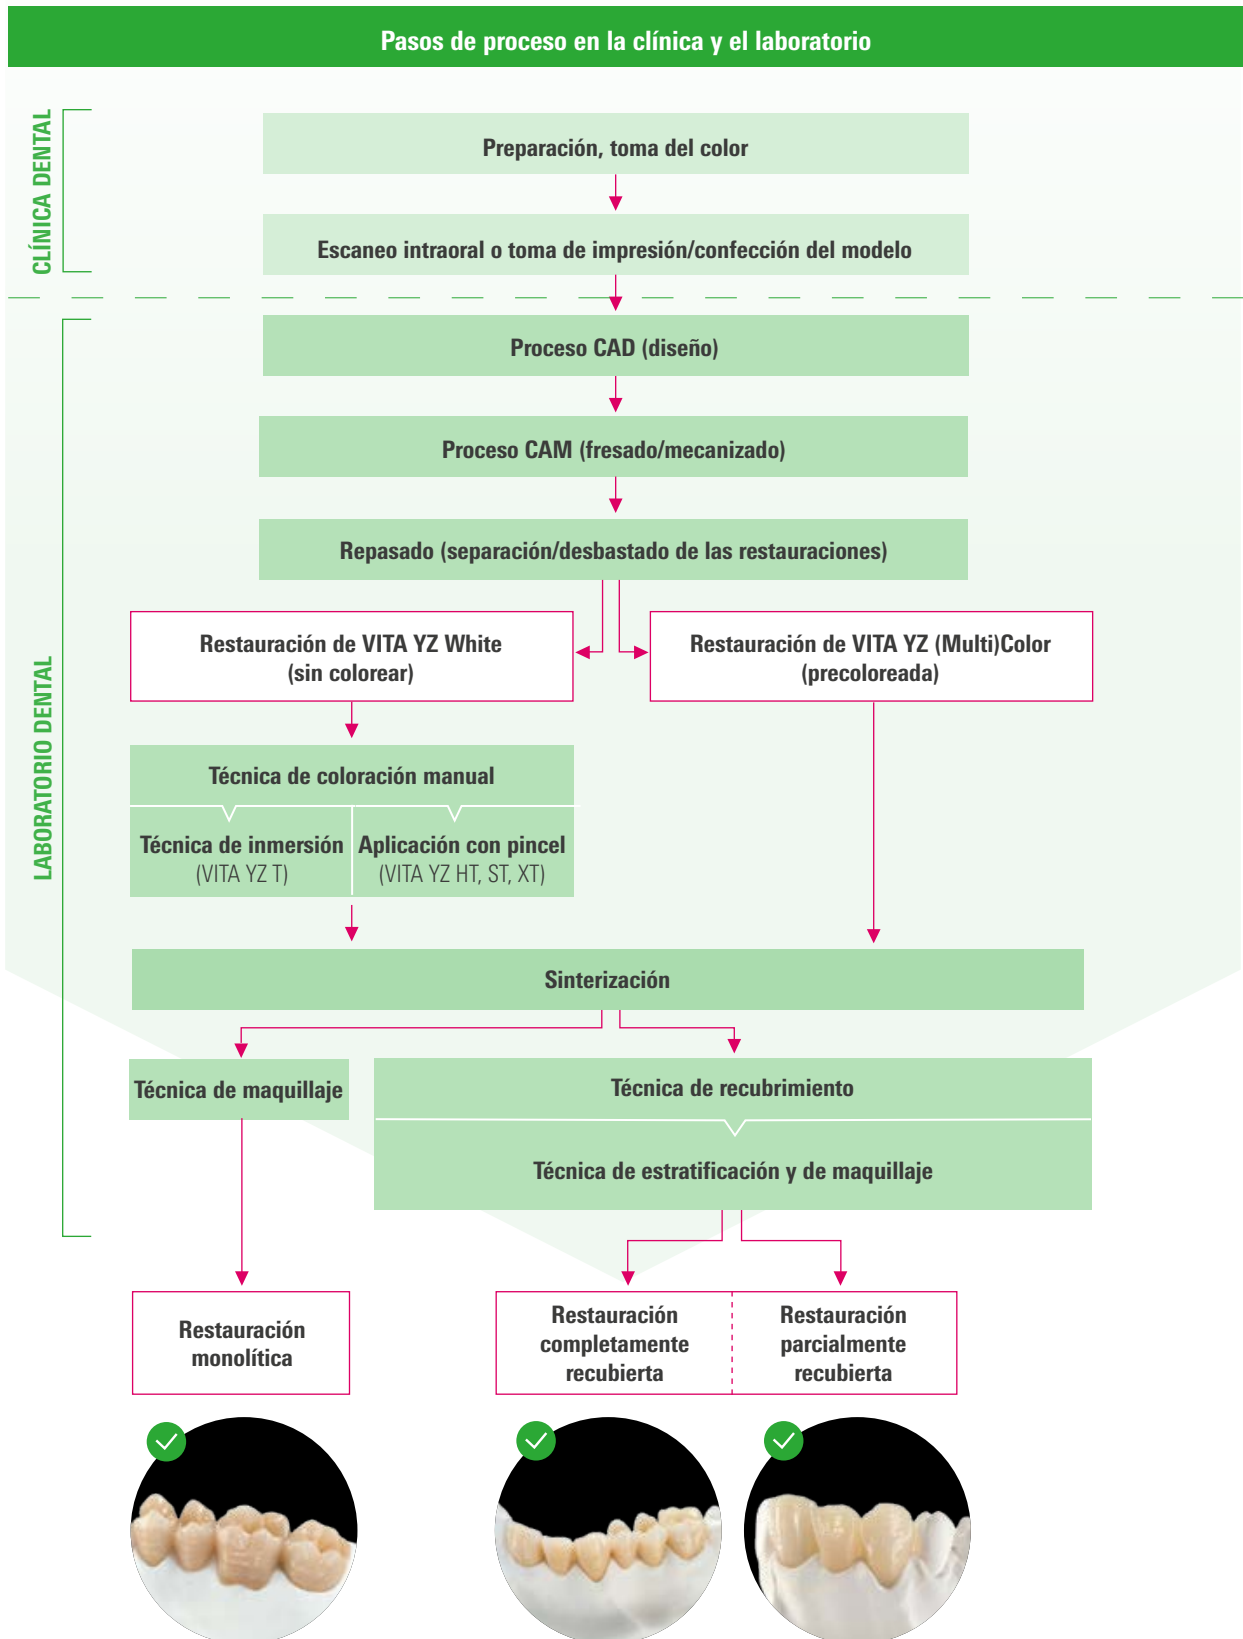 Pasos de proceso en la clínica y el laboratorio
CLÍNICA DENTAL
Preparación, toma del color
Escaneo intraoral o toma de impresión/confección del modelo
LABORATORIO DENTAL
Proceso CAD (diseño)
Proceso CAM (fresado/mecanizado)
Repasado (separación/desbastado de las restauraciones)
Restauración de VITA YZ White
(sin colorear)
Restauración de VITA YZ (Multi)Color
(precoloreada)
Técnica de coloración manual
Técnica de inmersión
(VITA YZ T)
Aplicación con pincel
(VITA YZ HT, ST, XT)
Sinterización
Técnica de maquillaje
Técnica de recubrimiento
Técnica de estratificación y de maquillaje
Restauración
monolítica
Restauración
completamente
recubierta
Restauración
parcialmente
recubierta